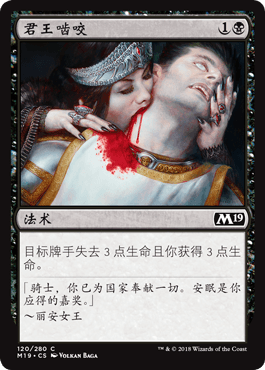 君王啮咬 1
法术 M19
目标牌手失去 3 点生命且你获得 3 点生
命。
「骑士，你已为国家奉献一切。安眠是你
应得的嘉奖。」
～丽安女王
120/280 C
M19 • CS VOLKAN BAGA
™ & © 2018 Wizards of the Coast